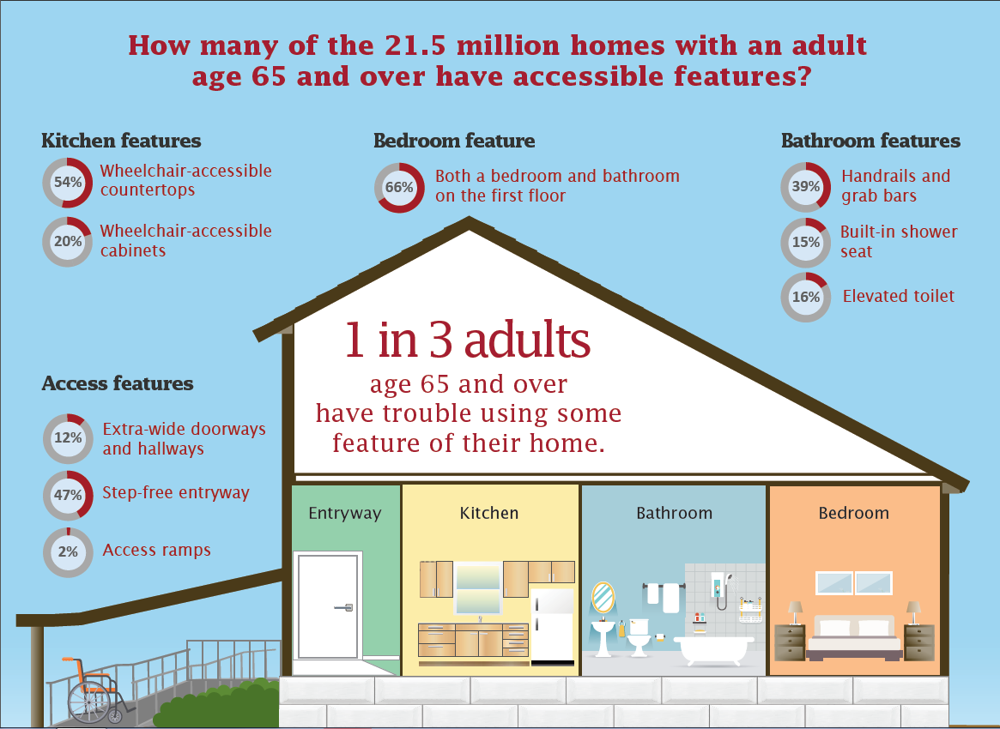 How many of the 21.5 million homes with an adult
age 65 and over have accessible features?
Kitchen features
54%
Wheelchair-accessible
countertops
20%
Wheelchair-accessible
cabinets
Bedroom feature
66%
Both a bedroom and bathroom
on the first floor
Bathroom features
39%
Handrails and
grab bars
15%
Built-in shower
seat
16%
Elevated toilet
1 in 3 adults
age 65 and over
have trouble using some
feature of their home.
Access features
12%
Extra-wide doorways
and hallways
47%
Step-free entryway
2%
Access ramps
Entryway
Kitchen
Bathroom
Bedroom